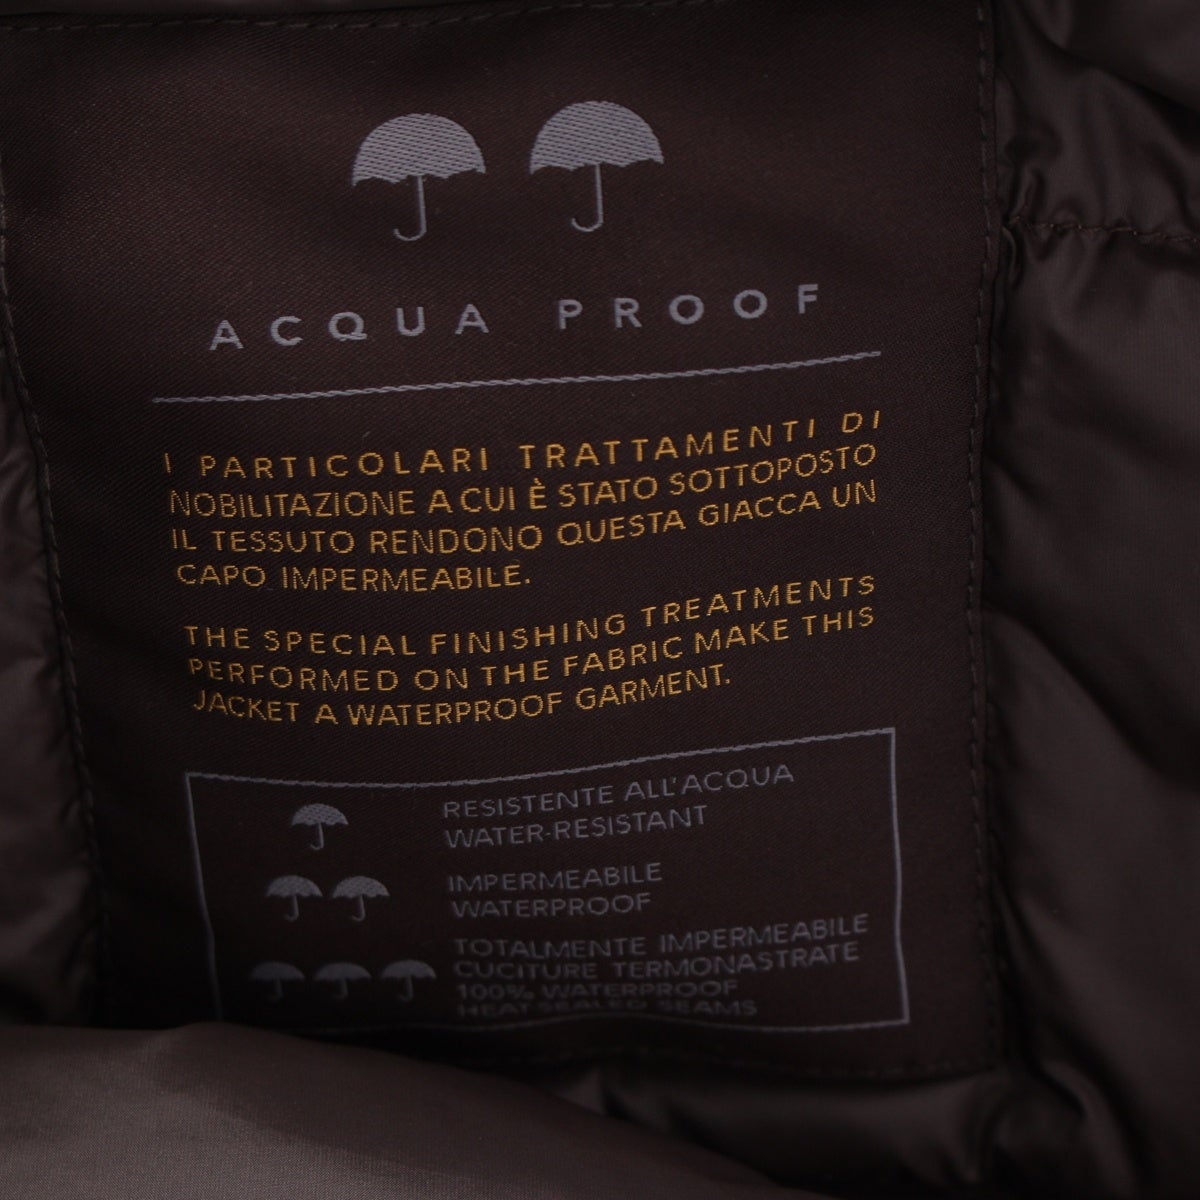 ACQUA PROOF
I PARTICOLARI TRATTAMENTI DI
NOBILITAZIONE A CUI È STATO SOTTOPOSTO
IL TESSUTO RENDONO QUESTA GIACCA UN
CAPO IMPERMEABILE.
THE SPECIAL FINISHING TREATMENTS
PERFORMED ON THE FABRIC MAKE THIS
JACKET A WATERPROOF GARMENT.
RESISTENTE ALL'ACQUA
WATER-RESISTANT
IMPERMEABILE
WATERPROOF
TOTALMENTE IMPERMEABILE
CUCITURE TERMONASTRATE
100% WATERPROOF
HEAT-SEALED SEAMS